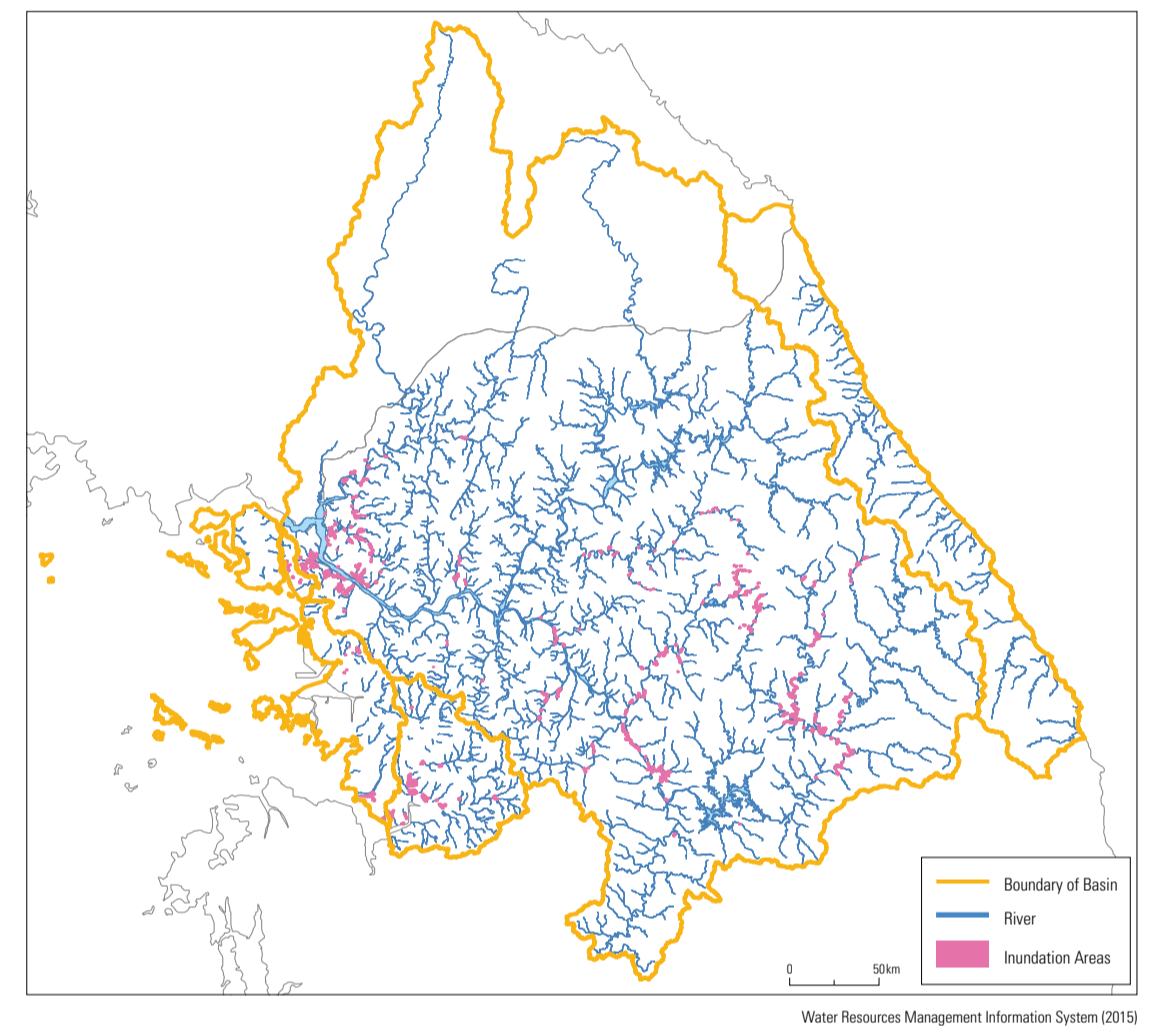 Boundary of Basin
River
Inundation Areas
0 50km
Water Resources Management Information System (2015)